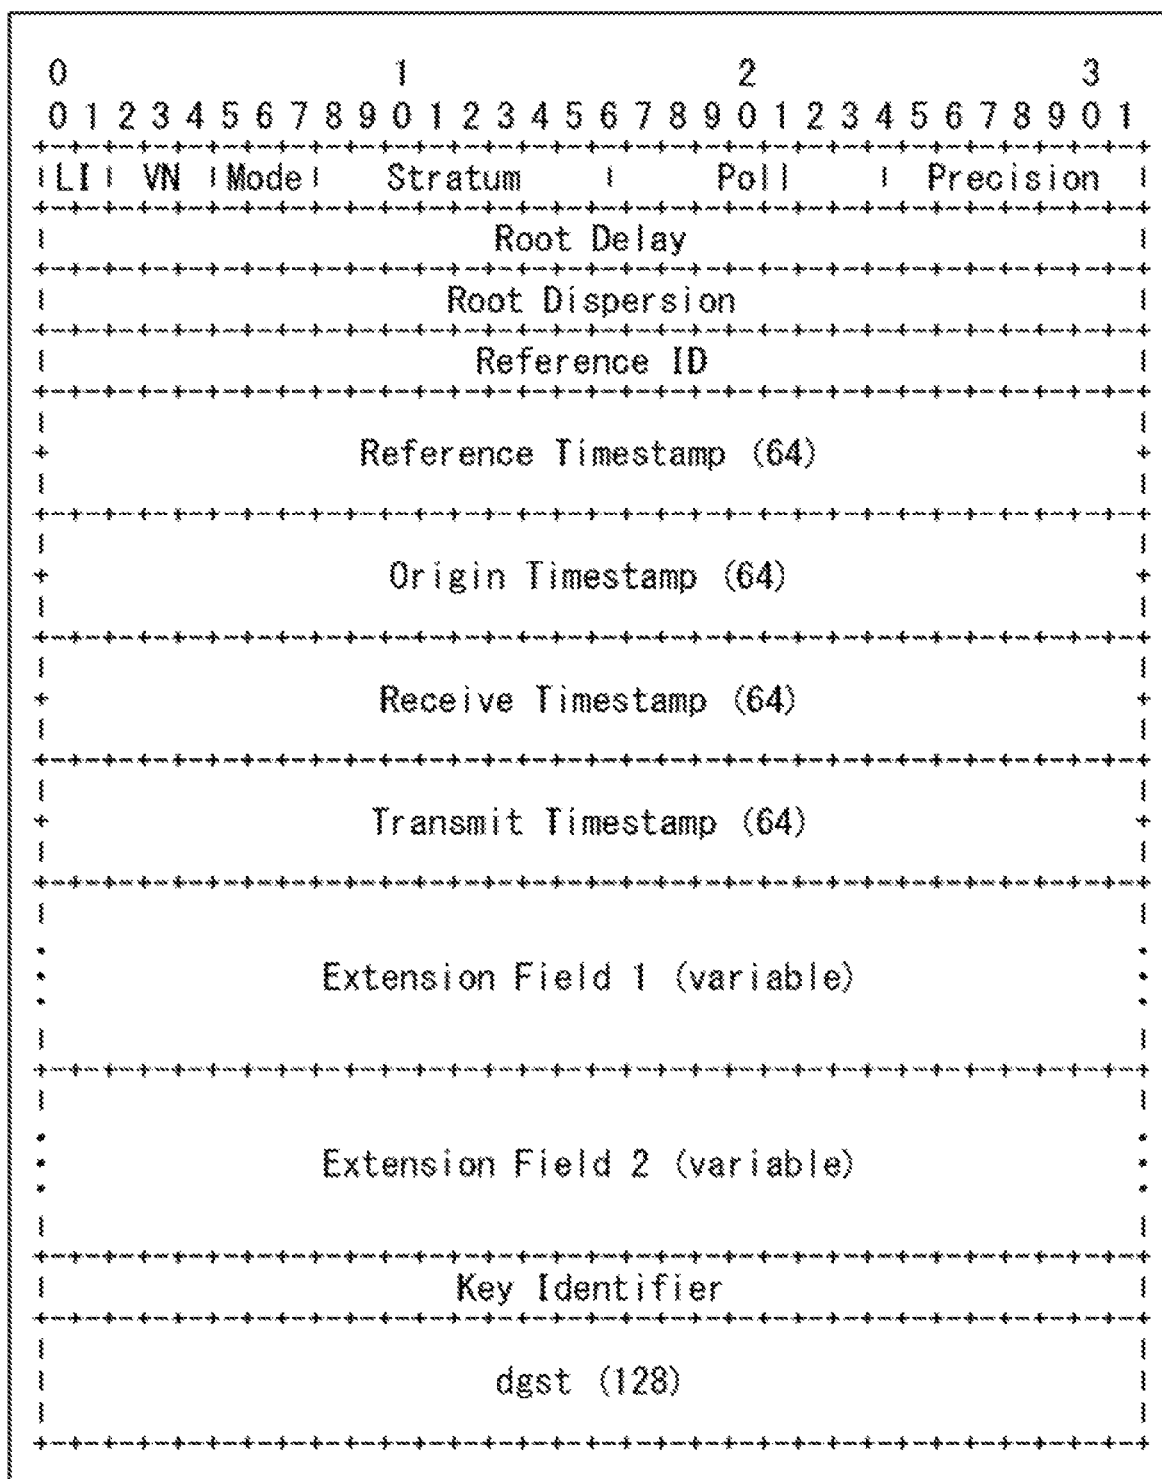 0 1 2 3
0 1 2 3 4 5 6 7 8 9 0 1 2 3 4 5 6 7 8 9 0 1 2 3 4 5 6 7 8 9 0 1
+-+-+-+-+-+-+-+-+-+-+-+-+-+-+-+-+-+-+-+-+-+-+-+-+-+-+-+-+-+-+-+-+
|LI| VN |Mode| Stratum | Poll | Precision |
+-+-+-+-+-+-+-+-+-+-+-+-+-+-+-+-+-+-+-+-+-+-+-+-+-+-+-+-+-+-+-+-+
| Root Delay |
+-+-+-+-+-+-+-+-+-+-+-+-+-+-+-+-+-+-+-+-+-+-+-+-+-+-+-+-+-+-+-+-+
| Root Dispersion |
+-+-+-+-+-+-+-+-+-+-+-+-+-+-+-+-+-+-+-+-+-+-+-+-+-+-+-+-+-+-+-+-+
| Reference ID |
+-+-+-+-+-+-+-+-+-+-+-+-+-+-+-+-+-+-+-+-+-+-+-+-+-+-+-+-+-+-+-+-+
| |
+ Reference Timestamp (64) +
| |
+-+-+-+-+-+-+-+-+-+-+-+-+-+-+-+-+-+-+-+-+-+-+-+-+-+-+-+-+-+-+-+-+
| |
+ Origin Timestamp (64) +
| |
+-+-+-+-+-+-+-+-+-+-+-+-+-+-+-+-+-+-+-+-+-+-+-+-+-+-+-+-+-+-+-+-+
| |
+ Receive Timestamp (64) +
| |
+-+-+-+-+-+-+-+-+-+-+-+-+-+-+-+-+-+-+-+-+-+-+-+-+-+-+-+-+-+-+-+-+
| |
+ Transmit Timestamp (64) +
| |
+-+-+-+-+-+-+-+-+-+-+-+-+-+-+-+-+-+-+-+-+-+-+-+-+-+-+-+-+-+-+-+-+
| |
. .
. Extension Field 1 (variable) .
. .
| |
+-+-+-+-+-+-+-+-+-+-+-+-+-+-+-+-+-+-+-+-+-+-+-+-+-+-+-+-+-+-+-+-+
| |
. .
. Extension Field 2 (variable) .
. .
| |
+-+-+-+-+-+-+-+-+-+-+-+-+-+-+-+-+-+-+-+-+-+-+-+-+-+-+-+-+-+-+-+-+
| Key Identifier |
+-+-+-+-+-+-+-+-+-+-+-+-+-+-+-+-+-+-+-+-+-+-+-+-+-+-+-+-+-+-+-+-+
| |
| dgst (128) |
| |
+-+-+-+-+-+-+-+-+-+-+-+-+-+-+-+-+-+-+-+-+-+-+-+-+-+-+-+-+-+-+-+-+